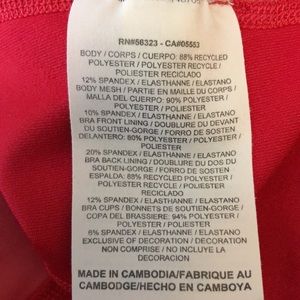 RN#56323 - CA#05553
BODY / CORPS / CUERPO: 88% RECYCLED
POLYESTER / POLYESTER RECYCLE /
POLIESTER RECICLADO
12% SPANDEX / ELASTHANNE / ELASTANO
BODY MESH / PARTIE EN MAILLE DU CORPS /
MALLA DEL CUERPO: 90% POLYESTER /
POLYESTER / POLIESTER
10% SPANDEX / ELASTHANNE / ELASTANO
BRA FRONT LINING / DOUBLURE DU DEVANT
DU SOUTIEN-GORGE / FORRO DE SOSTEN
DELANTERO: 80% POLYESTER / POLYESTER /
POLIESTER
20% SPANDEX / ELASTHANNE / ELASTANO
BRA BACK LINING / DOUBLURE DU DOS DU
SOUTIEN-GORGE / FORRO DE SOSTEN
ESPALDA: 88% RECYCLED POLYESTER /
POLYESTER RECYCLE / POLIESTER
RECICLADO
12% SPANDEX / ELASTHANNE / ELASTANO
BRA CUPS / BONNETS DE SOUTIEN-GORGE /
COPA DEL BRASSIERE: 94% POLYESTER /
POLYESTER / POLIESTER
6% SPANDEX / ELASTHANNE / ELASTANO
EXCLUSIVE OF DECORATION / DECORATION
NON COMPRISE / NO INCLUYE LA
DECORACION
MADE IN CAMBODIA/FABRIQUE AU
CAMBODGE/HECHO EN CAMBOYA